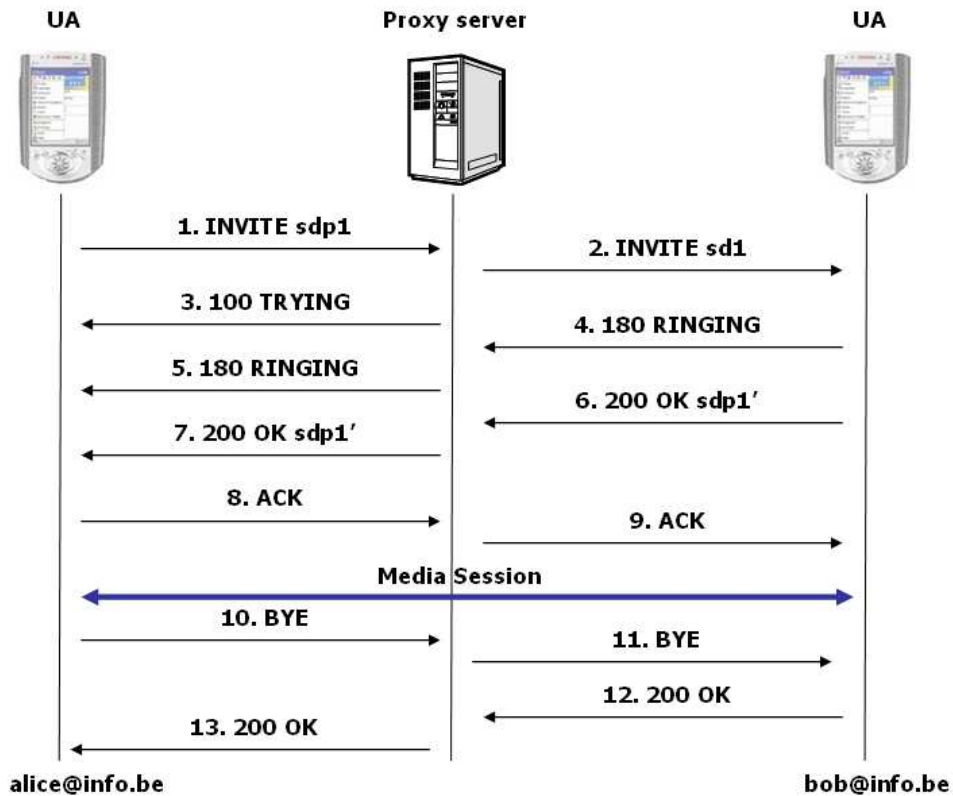 UA
Proxy server
UA
1. INVITE sdp1
2. INVITE sd1
3. 100 TRYING
4. 180 RINGING
5. 180 RINGING
6. 200 OK sdp1’
7. 200 OK sdp1’
8. ACK
9. ACK
Media Session
10. BYE
11. BYE
12. 200 OK
13. 200 OK
alice@info.be
bob@info.be